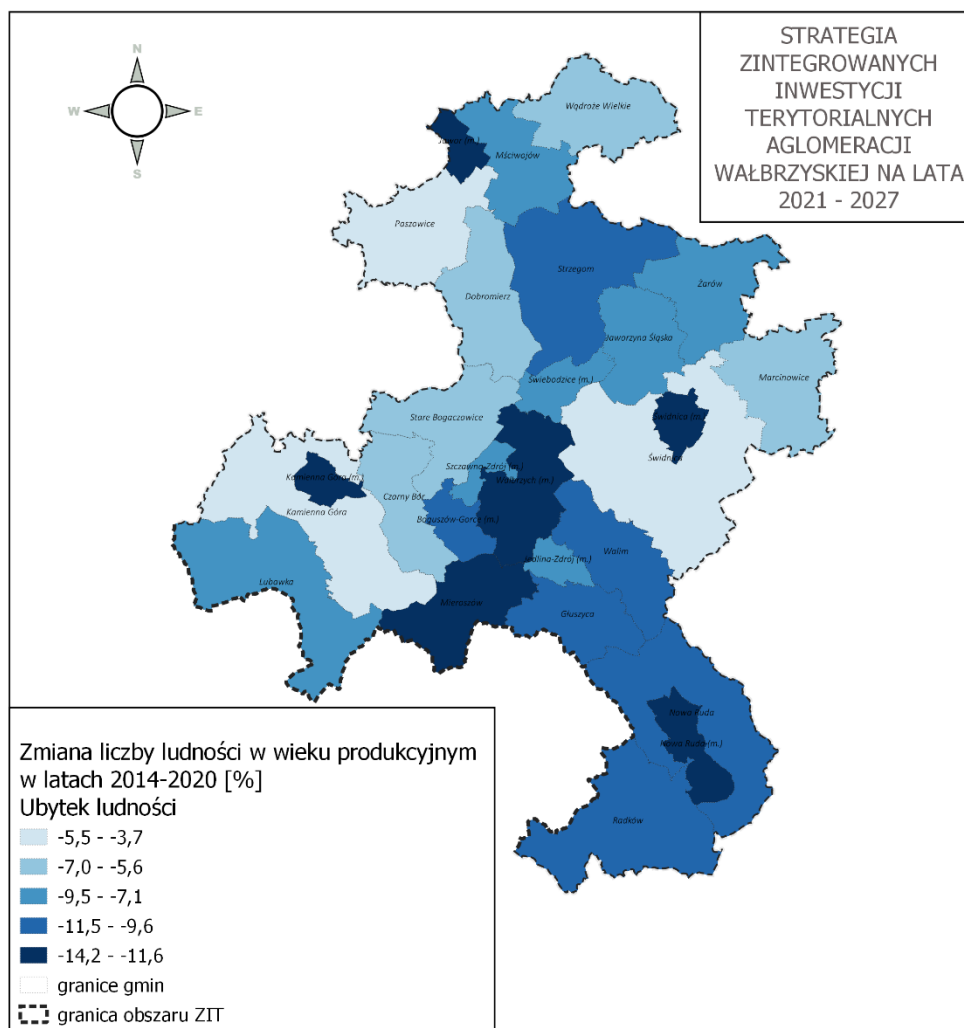 STRATEGIA
ZINTEGROWANYCH
INWESTYCJI
TERYTORIALNYCH
AGLOMERACJI
WAŁBRZYSKIEJ NA LATA
2021 - 2027
N
W
E
S
Wądroże Wielkie
Jawor (m.)
Mściwojów
Paszowice
Strzegom
Żarów
Dobromierz
Jaworzyna Śląska
Marcinowice
Świebodzice (m.)
Stare Bogaczowice
Świdnica (m.)
Świdnica
Szczawno-Zdrój (m.)
Kamienna Góra (m.)
Wałbrzych (m.)
Czarny Bór
Kamienna Góra
Boguszów-Gorce (m.)
Walim
Jedlina-Zdrój (m.)
Lubawka
Mieroszów
Głuszyca
Nowa Ruda
Nowa Ruda (m.)
Radków
Zmiana liczby ludności w wieku produkcyjnym
w latach 2014-2020 [%]
Ubytek ludności
-5,5 - -3,7
-7,0 - -5,6
-9,5 - -7,1
-11,5 - -9,6
-14,2 - -11,6
granice gmin
granica obszaru ZIT